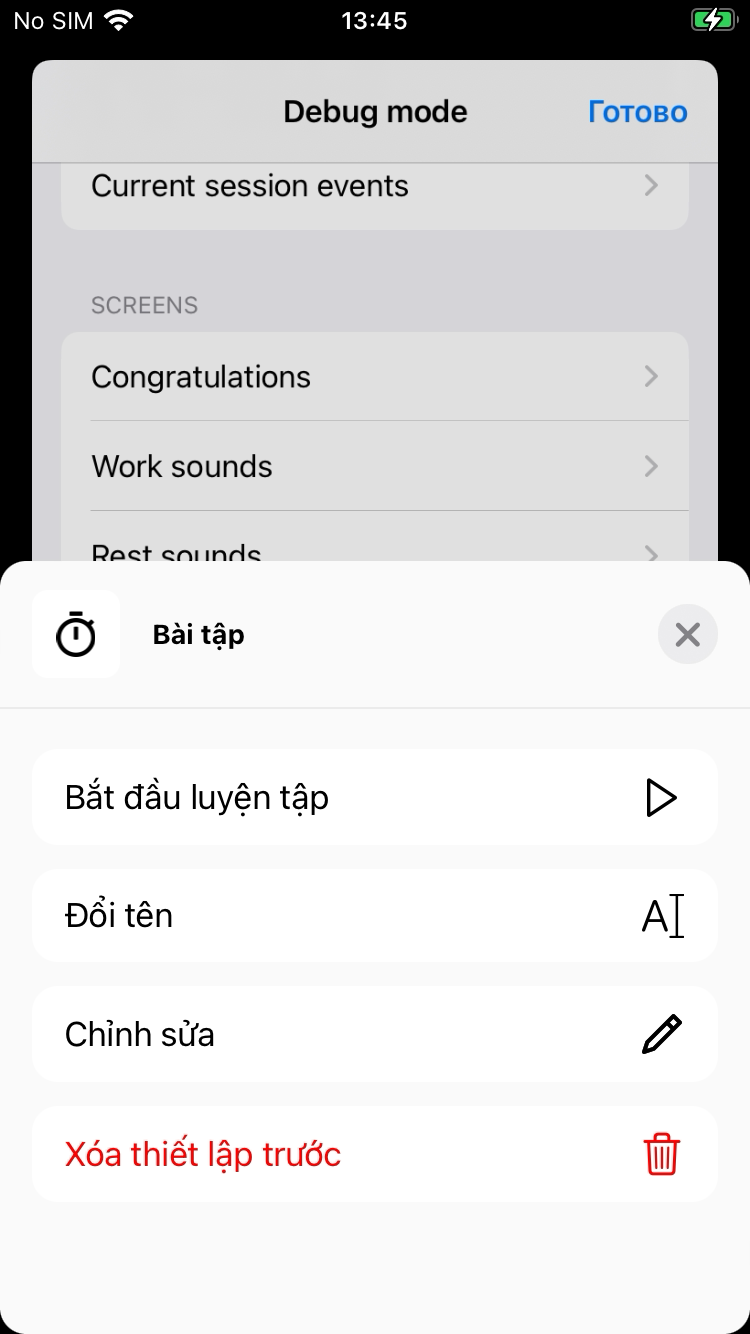 No SIM 13:45
Debug mode Готово
Current session events
SCREENS
Congratulations
Work sounds
Rest sounds
Bài tập
Bắt đầu luyện tập
Đổi tên
Chỉnh sửa
Xóa thiết lập trước